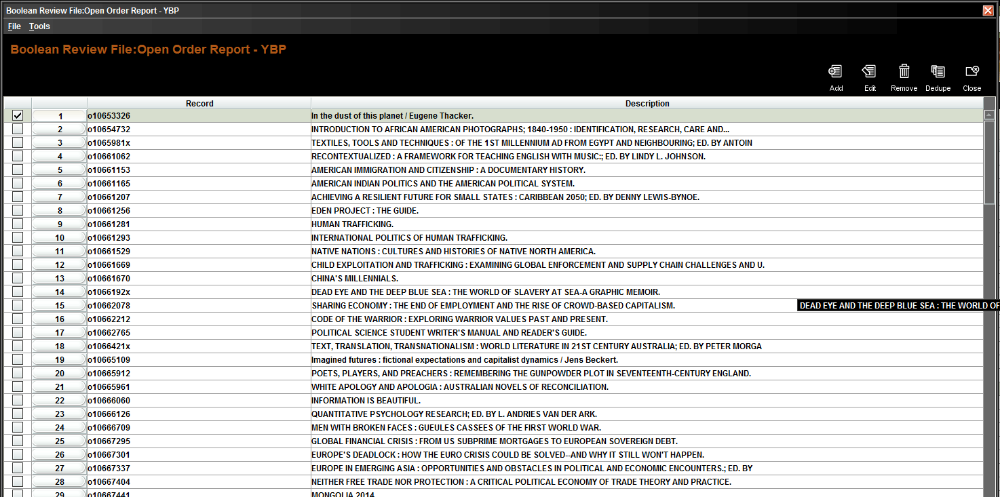 Boolean Review File:Open Order Report - YBP
File Tools
Boolean Review File:Open Order Report - YBP
Add Edit Remove Dedupe Close
Record Description
1 o10653326 In the dust of this planet / Eugene Thacker.
2 o10654732 INTRODUCTION TO AFRICAN AMERICAN PHOTOGRAPHS; 1840-1950 : IDENTIFICATION, RESEARCH, CARE AND...
3 o1065981x TEXTILES, TOOLS AND TECHNIQUES : OF THE 1ST MILLENNIUM AD FROM EGYPT AND NEIGHBOURING; ED. BY ANTOIN
4 o10661062 RECONTEXTUALIZED : A FRAMEWORK FOR TEACHING ENGLISH WITH MUSIC:; ED. BY LINDY L. JOHNSON.
5 o10661153 AMERICAN IMMIGRATION AND CITIZENSHIP : A DOCUMENTARY HISTORY.
6 o10661165 AMERICAN INDIAN POLITICS AND THE AMERICAN POLITICAL SYSTEM.
7 o10661207 ACHIEVING A RESILIENT FUTURE FOR SMALL STATES : CARIBBEAN 2050; ED. BY DENNY LEWIS-BYNOE.
8 o10661256 EDEN PROJECT : THE GUIDE.
9 o10661281 HUMAN TRAFFICKING.
10 o10661293 INTERNATIONAL POLITICS OF HUMAN TRAFFICKING.
11 o10661529 NATIVE NATIONS : CULTURES AND HISTORIES OF NATIVE NORTH AMERICA.
12 o10661669 CHILD EXPLOITATION AND TRAFFICKING : EXAMINING GLOBAL ENFORCEMENT AND SUPPLY CHAIN CHALLENGES AND U.
13 o10661670 CHINA'S MILLENNIALS.
14 o1066192x DEAD EYE AND THE DEEP BLUE SEA : THE WORLD OF SLAVERY AT SEA-A GRAPHIC MEMOIR.
15 o10662078 SHARING ECONOMY : THE END OF EMPLOYMENT AND THE RISE OF CROWD-BASED CAPITALISM. DEAD EYE AND THE DEEP BLUE SEA : THE WORLD OF
16 o10662212 CODE OF THE WARRIOR : EXPLORING WARRIOR VALUES PAST AND PRESENT.
17 o10662765 POLITICAL SCIENCE STUDENT WRITER'S MANUAL AND READER'S GUIDE.
18 o1066421x TEXT, TRANSLATION, TRANSNATIONALISM : WORLD LITERATURE IN 21ST CENTURY AUSTRALIA; ED. BY PETER MORGA
19 o10665109 Imagined futures : fictional expectations and capitalist dynamics / Jens Beckert.
20 o10665912 POETS, PLAYERS, AND PREACHERS : REMEMBERING THE GUNPOWDER PLOT IN SEVENTEENTH-CENTURY ENGLAND.
21 o10665961 WHITE APOLOGY AND APOLOGIA : AUSTRALIAN NOVELS OF RECONCILIATION.
22 o10666060 INFORMATION IS BEAUTIFUL.
23 o10666126 QUANTITATIVE PSYCHOLOGY RESEARCH; ED. BY L. ANDRIES VAN DER ARK.
24 o10666709 MEN WITH BROKEN FACES : GUEULES CASSEES OF THE FIRST WORLD WAR.
25 o10667295 GLOBAL FINANCIAL CRISIS : FROM US SUBPRIME MORTGAGES TO EUROPEAN SOVEREIGN DEBT.
26 o10667301 EUROPE'S DEADLOCK : HOW THE EURO CRISIS COULD BE SOLVED--AND WHY IT STILL WON'T HAPPEN.
27 o10667337 EUROPE IN EMERGING ASIA : OPPORTUNITIES AND OBSTACLES IN POLITICAL AND ECONOMIC ENCOUNTERS.; ED. BY
28 o10667404 NEITHER FREE TRADE NOR PROTECTION : A CRITICAL POLITICAL ECONOMY OF TRADE THEORY AND PRACTICE.
29 o10667441 MONGOLIA 2014